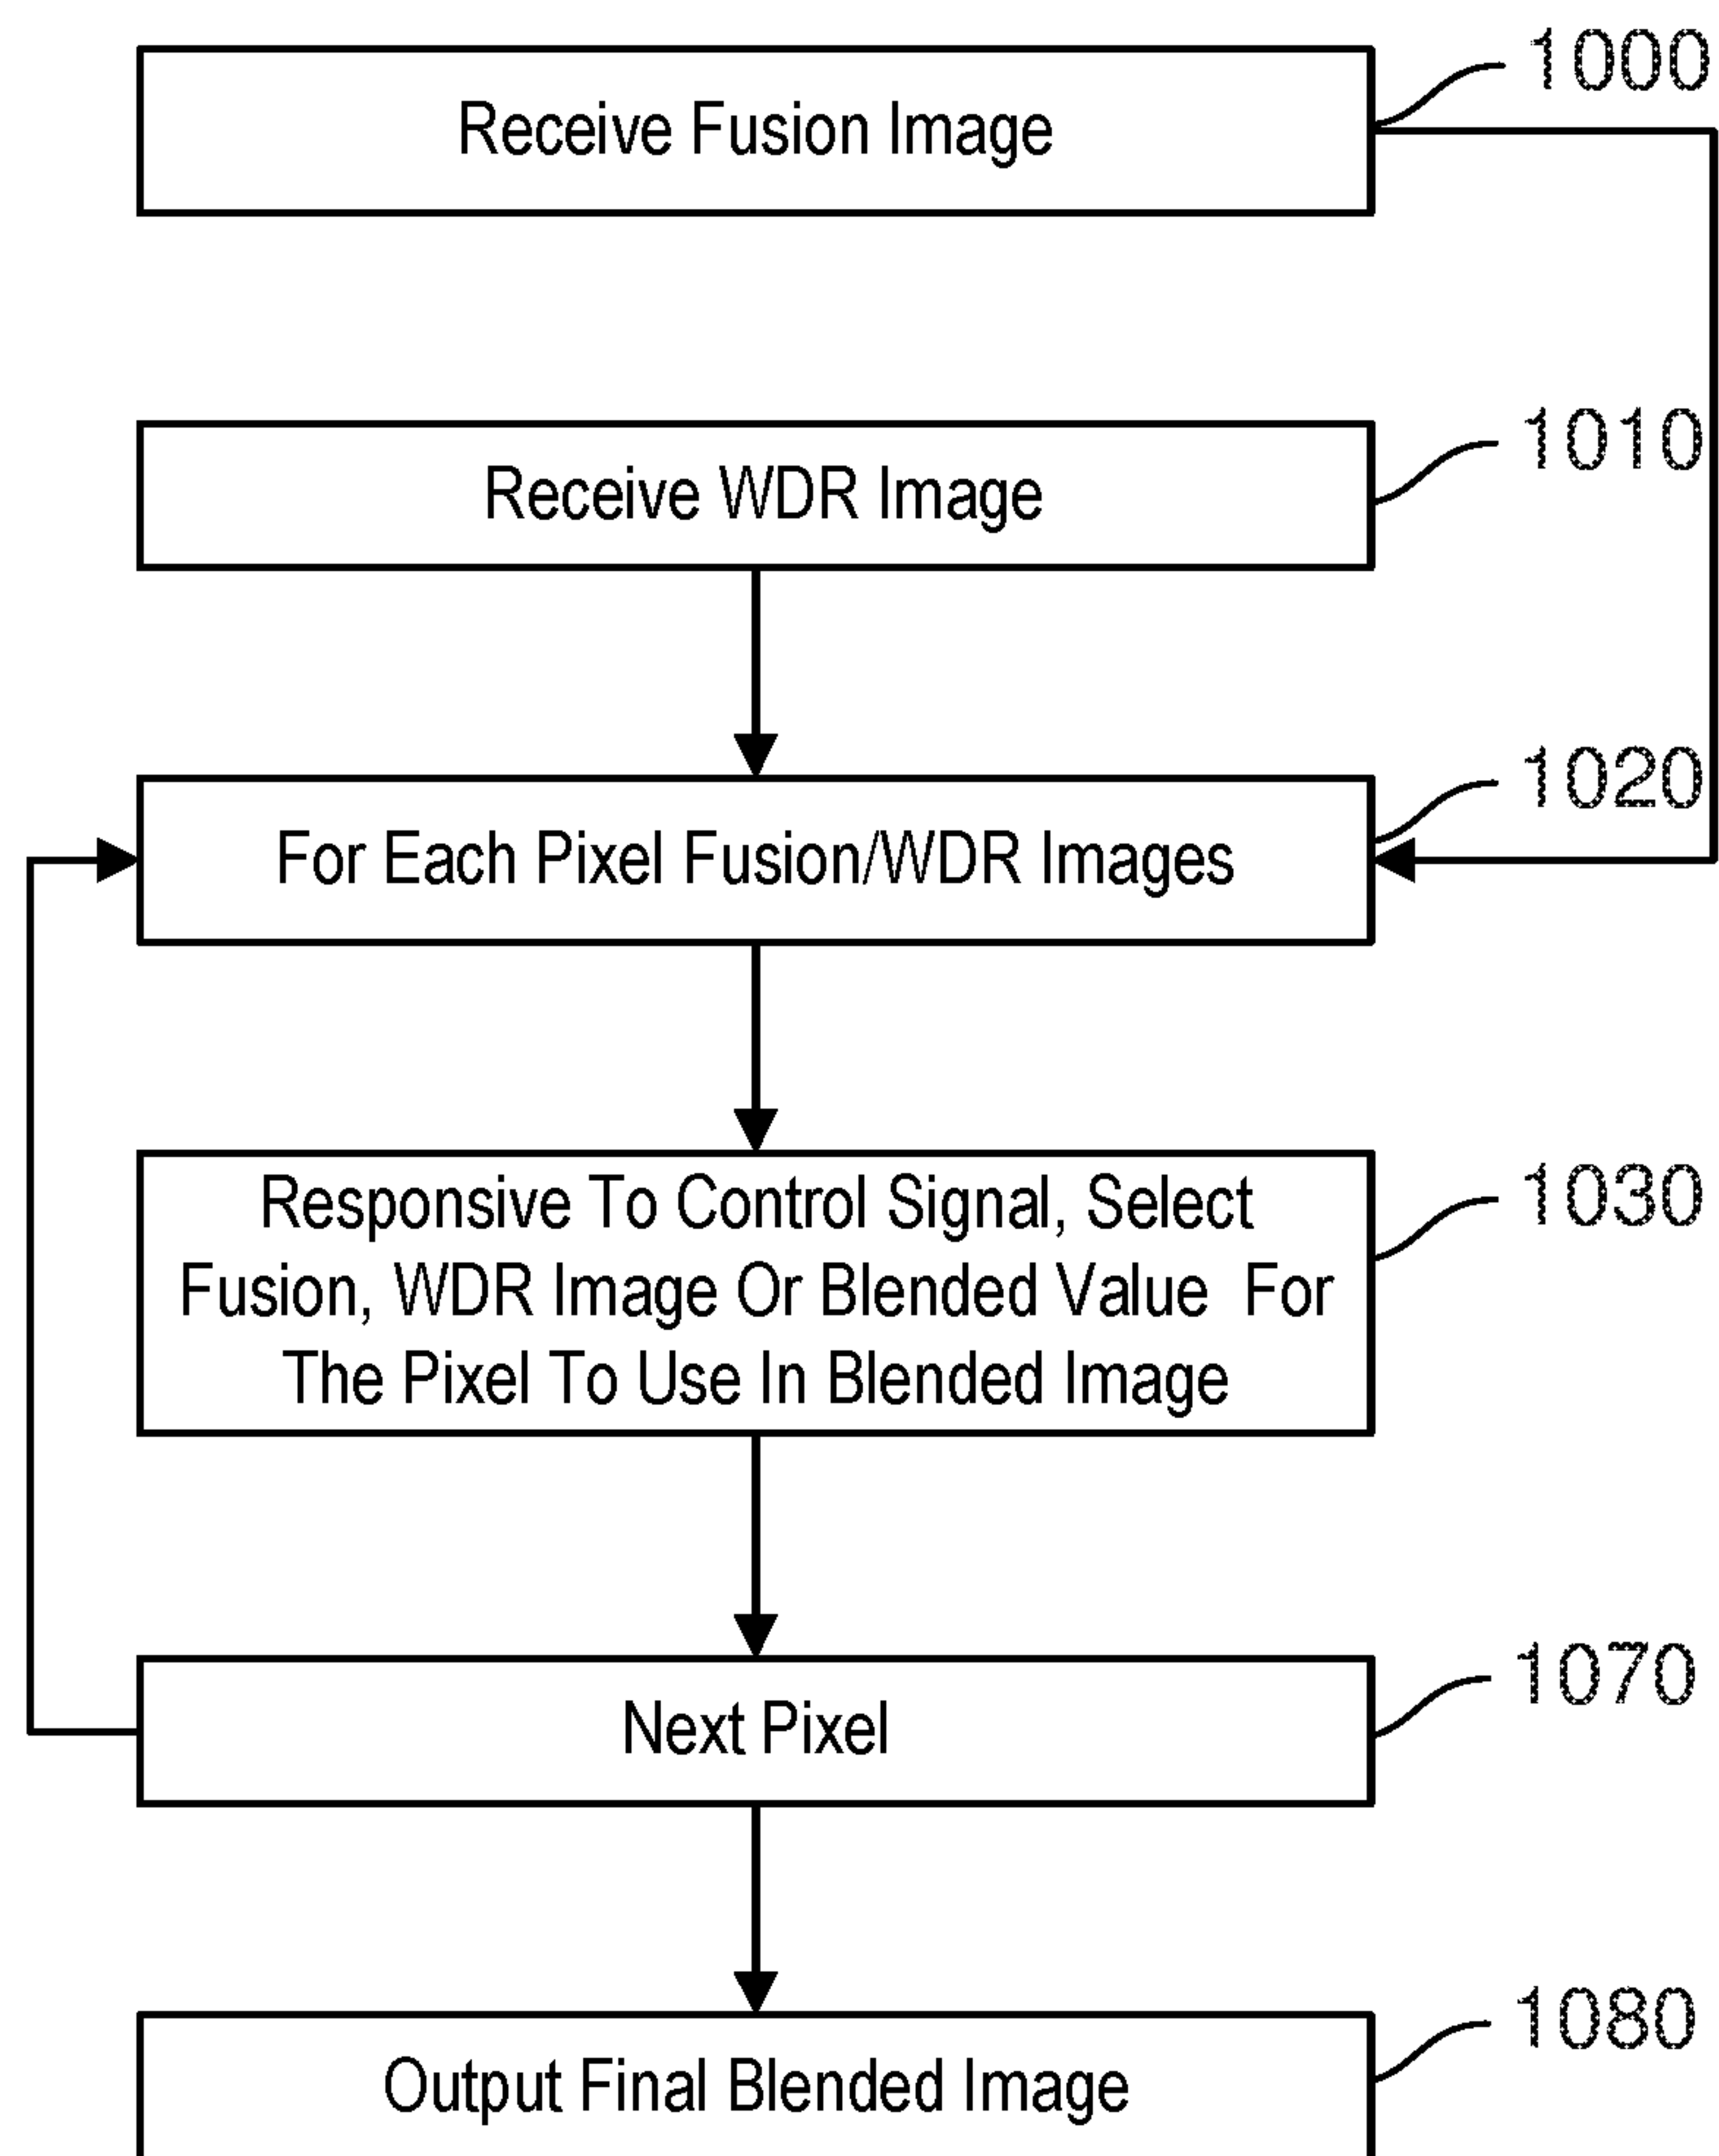 1000
Receive Fusion Image
1010
Receive WDR Image
1020
For Each Pixel Fusion/WDR Images
1030
Responsive To Control Signal, Select
Fusion, WDR Image Or Blended Value For
The Pixel To Use In Blended Image
1070
Next Pixel
1080
Output Final Blended Image